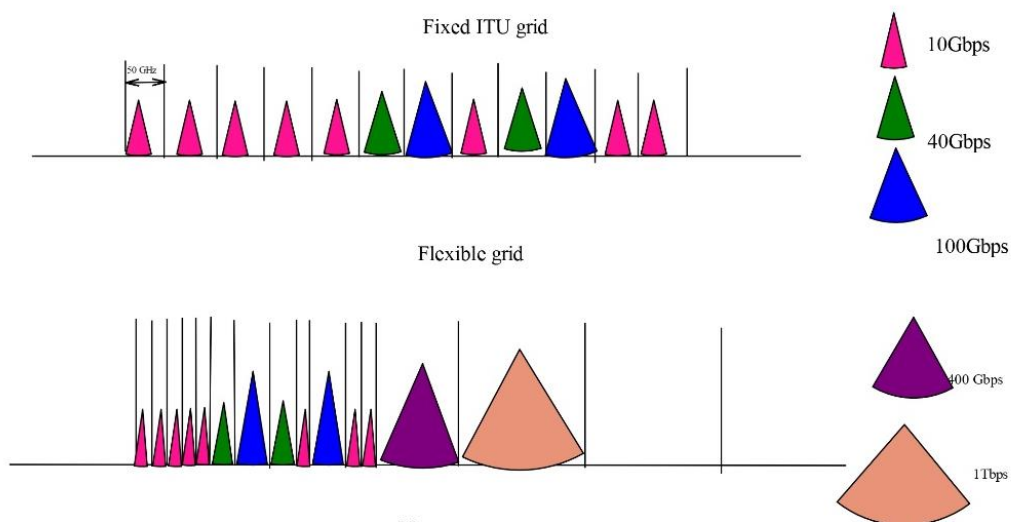 Fixed ITU grid
50 GHz
10Gbps
40Gbps
100Gbps
Flexible grid
400 Gbps
1Tbps